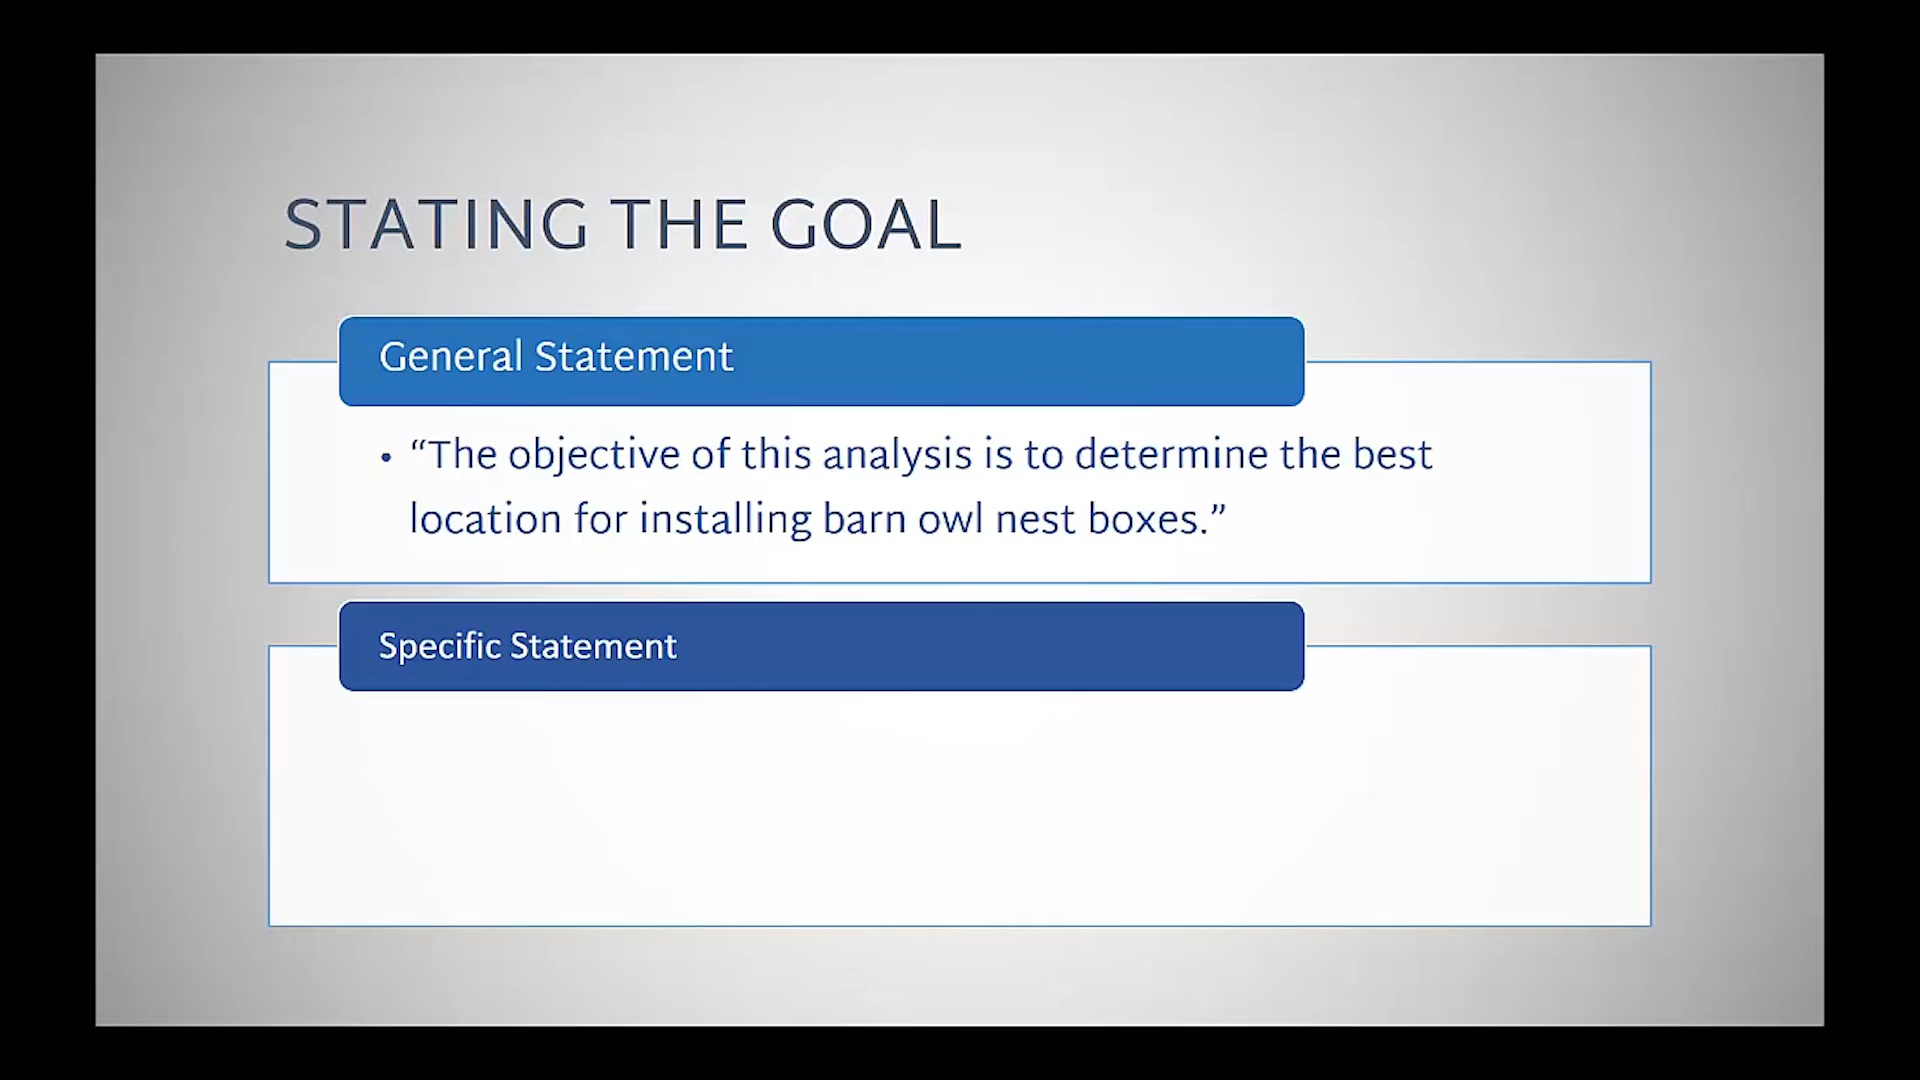 STATING THE GOAL
General Statement
• “The objective of this analysis is to determine the best
location for installing barn owl nest boxes.”
Specific Statement